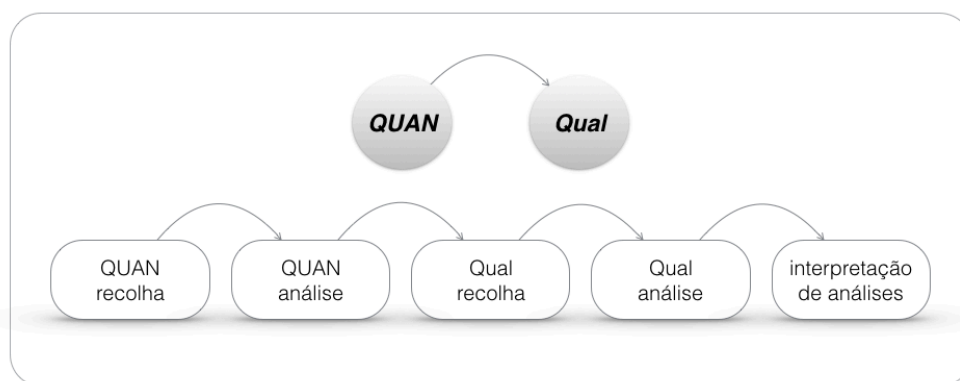 QUAN
Qual
QUAN
recolha
QUAN
análise
Qual
recolha
Qual
análise
interpretação
de análises